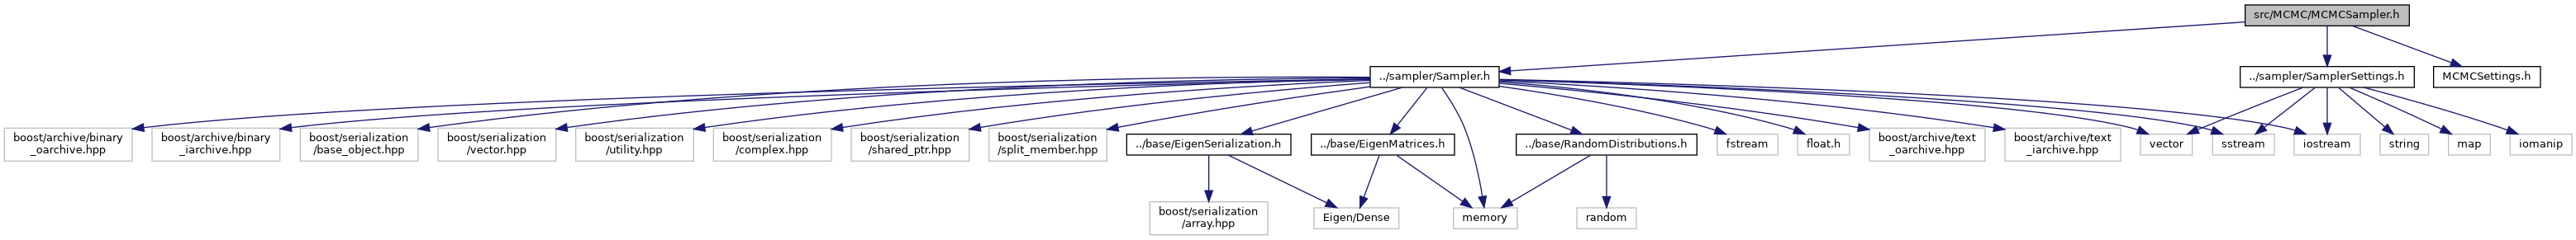 src/MCMC/MCMCSampler.h
../sampler/Sampler.h
../sampler/SamplerSettings.h
MCMCSettings.h
boost/archive/binary
_oarchive.hpp
boost/archive/binary
_iarchive.hpp
boost/serialization
/base_object.hpp
boost/serialization
/vector.hpp
boost/serialization
/utility.hpp
boost/serialization
/complex.hpp
boost/serialization
/shared_ptr.hpp
boost/serialization
/split_member.hpp
../base/EigenSerialization.h
../base/EigenMatrices.h
../base/RandomDistributions.h
fstream
float.h
boost/archive/text
_oarchive.hpp
boost/archive/text
_iarchive.hpp
vector
sstream
iostream
string
map
iomanip
boost/serialization
/array.hpp
Eigen/Dense
memory
random